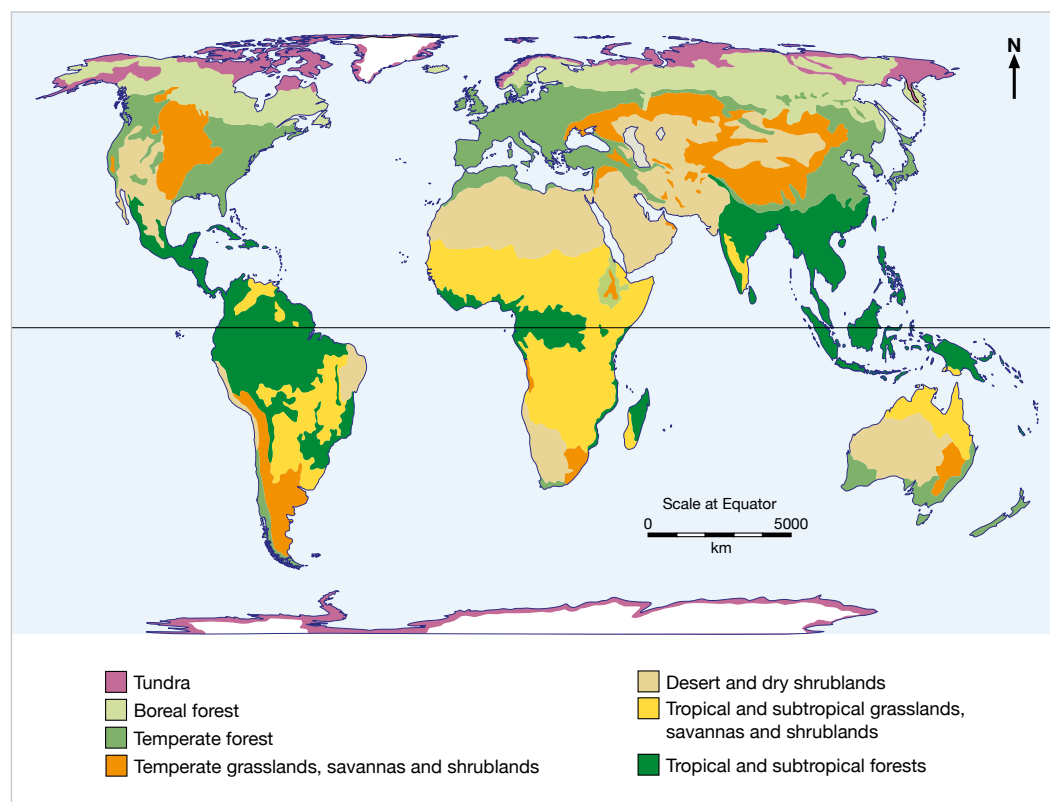 N
Scale at Equator
0 5000
km
Tundra
Boreal forest
Temperate forest
Temperate grasslands, savannas and shrublands
Desert and dry shrublands
Tropical and subtropical grasslands,
savannas and shrublands
Tropical and subtropical forests